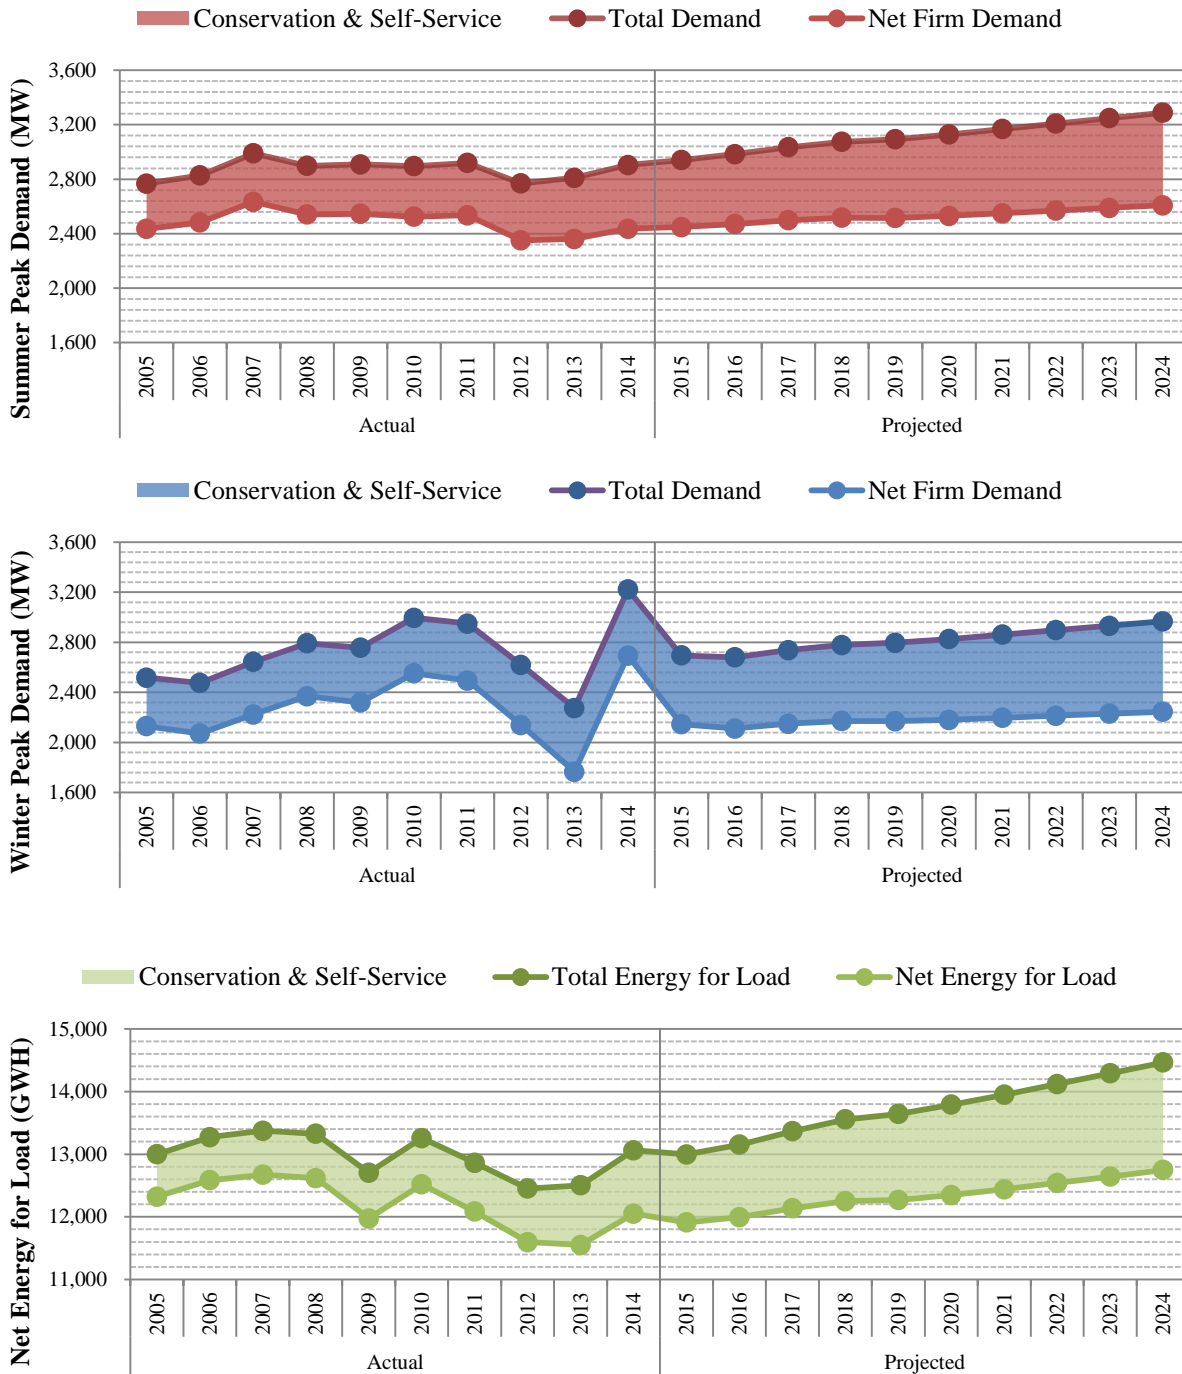 Conservation & Self-Service Total Demand Net Firm Demand
Summer Peak Demand (MW)
3,600
3,200
2,800
2,400
2,000
1,600
2005 2006 2007 2008 2009 2010 2011 2012 2013 2014 2015 2016 2017 2018 2019 2020 2021 2022 2023 2024
Actual Projected
Conservation & Self-Service Total Demand Net Firm Demand
Winter Peak Demand (MW)
3,600
3,200
2,800
2,400
2,000
1,600
2005 2006 2007 2008 2009 2010 2011 2012 2013 2014 2015 2016 2017 2018 2019 2020 2021 2022 2023 2024
Actual Projected
Conservation & Self-Service Total Energy for Load Net Energy for Load
Net Energy for Load (GWH)
15,000
14,000
13,000
12,000
11,000
2005 2006 2007 2008 2009 2010 2011 2012 2013 2014 2015 2016 2017 2018 2019 2020 2021 2022 2023 2024
Actual Projected